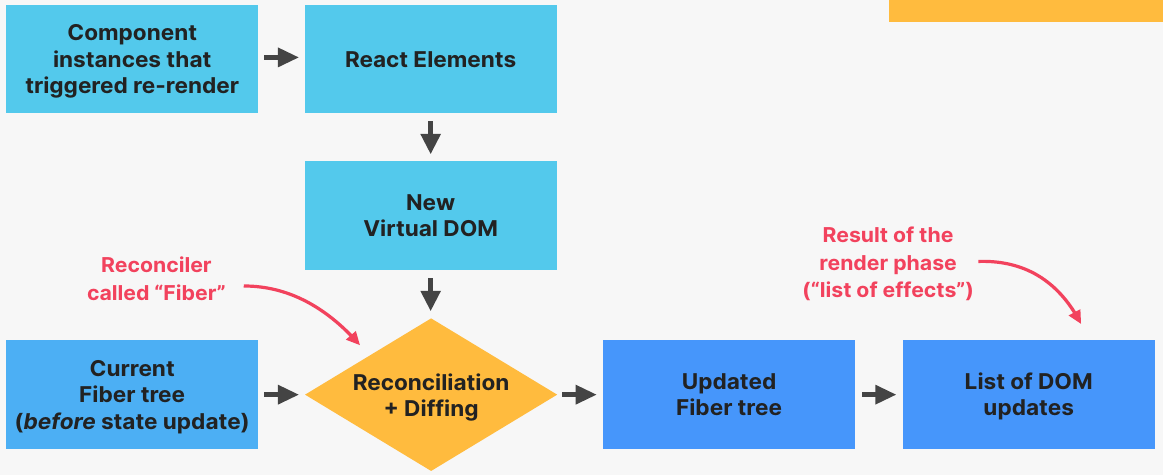 Component
instances that
triggered re-render
React Elements
New
Virtual DOM
Reconciler
called “Fiber”
Result of the
render phase
(“list of effects”)
Current
Fiber tree
(before state update)
Reconciliation
+ Diffing
Updated
Fiber tree
List of DOM
updates